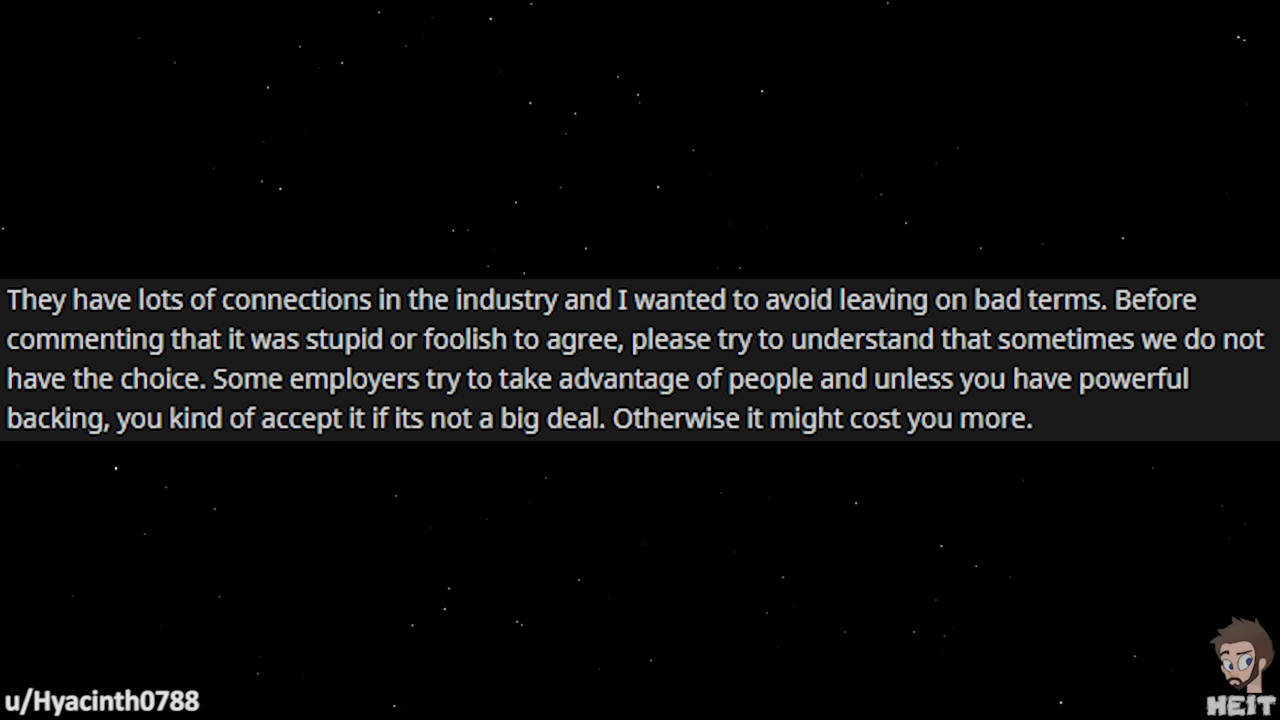 They have lots of connections in the industry and I wanted to avoid leaving on bad terms. Before
commenting that it was stupid or foolish to agree, please try to understand that sometimes we do not
have the choice. Some employers try to take advantage of people and unless you have powerful
backing, you kind of accept it if its not a big deal. Otherwise it might cost you more.
u/Hyacinth0788
HEIT